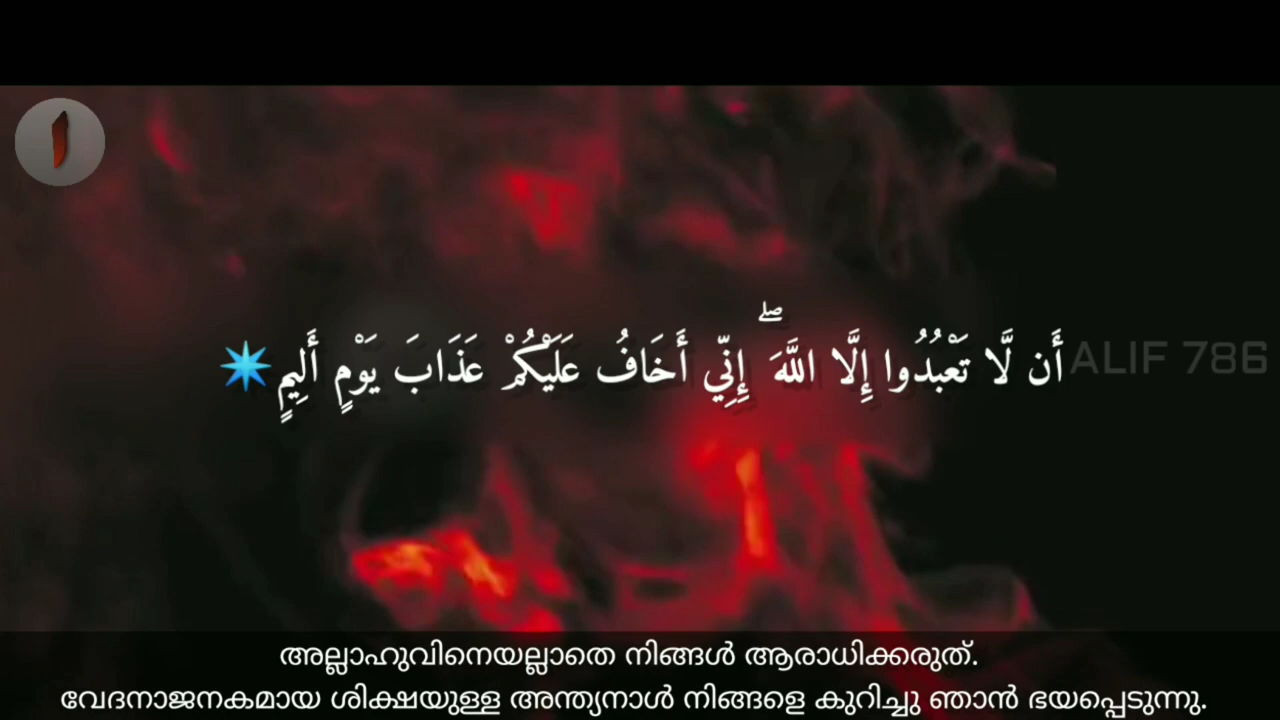 أَن لَّا تَعْبُدُوا إِلَّا اللَّهَ ۖ إِنِّي أَخَافُ عَلَيْكُمْ عَذَابَ يَوْمٍ أَلِيمٍ
ALIF 786
അല്ലാഹുവിനെയല്ലാതെ നിങ്ങൾ ആരാധിക്കരുത്.
വേദനാജനകമായ ശിക്ഷയുള്ള അന്ത്യനാൾ നിങ്ങളെ കുറിച്ചു ഞാൻ ഭയപ്പെടുന്നു.